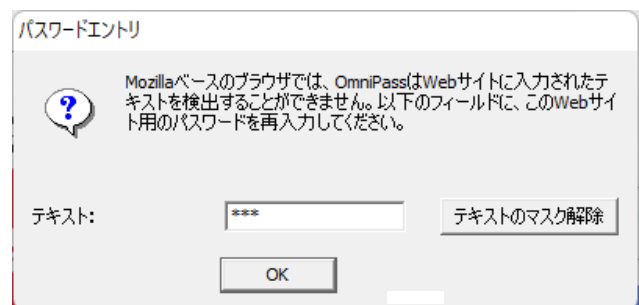 パスワードエントリ
Mozillaベースのブラウザでは、OmniPassはWebサイトに入力されたテ
キストを検出することができません。以下のフィールドに、このWebサイ
ト用のパスワードを再入力してください。
テキスト: *** テキストのマスク解除
OK